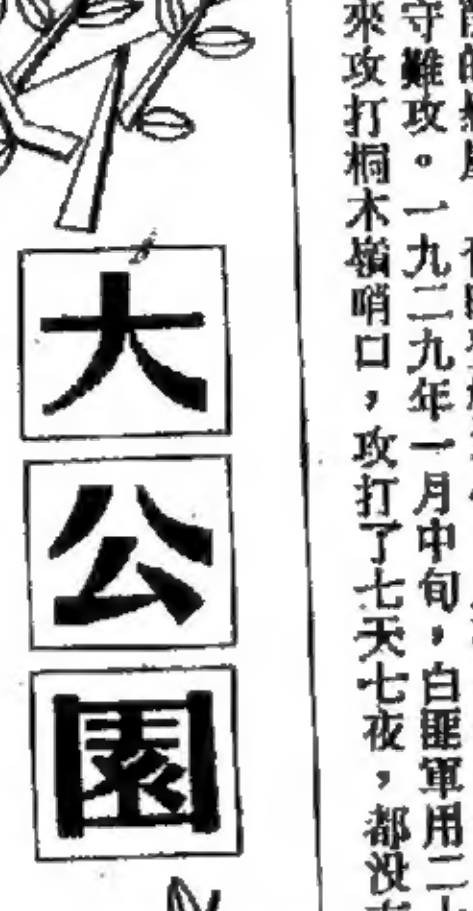 守難攻。一九二九年一月中旬，白匪軍用二
來攻打桐木嶺哨口，攻打了七天七夜，都没
大公園